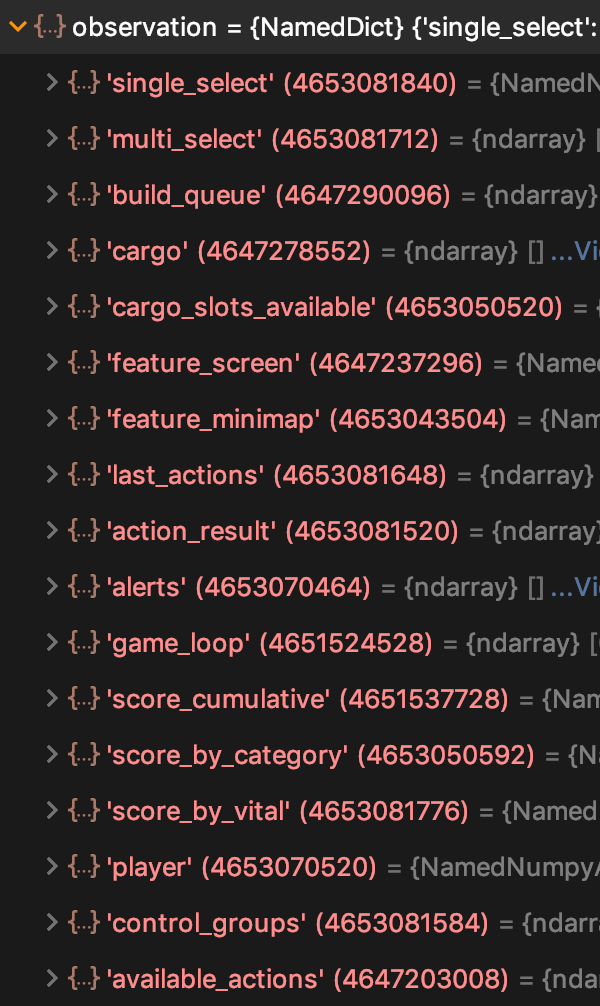 observation = {NamedDict} {'single_select':
'single_select' (4653081840) = {NamedN
'multi_select' (4653081712) = {ndarray} [
'build_queue' (4647290096) = {ndarray}
'cargo' (4647278552) = {ndarray} [] ...Vi
'cargo_slots_available' (4653050520) = {
'feature_screen' (4647237296) = {Name
'feature_minimap' (4653043504) = {Nam
'last_actions' (4653081648) = {ndarray}
'action_result' (4653081520) = {ndarray}
'alerts' (4653070464) = {ndarray} [] ...Vi
'game_loop' (4651524528) = {ndarray} [
'score_cumulative' (4651537728) = {Nam
'score_by_category' (4653050592) = {N
'score_by_vital' (4653081776) = {Named
'player' (4653070520) = {NamedNumpy
'control_groups' (4653081584) = {ndarr
'available_actions' (4647203008) = {nda